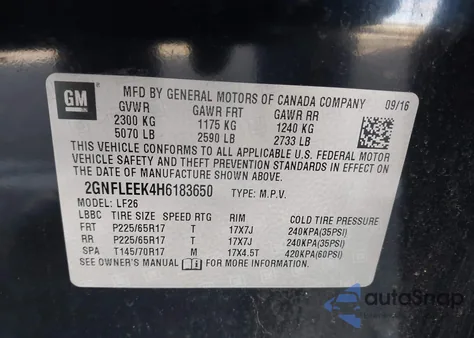 GM
MFD BY GENERAL MOTORS OF CANADA COMPANY 09/16
GVWR GAWR FRT GAWR RR
2300 KG 1175 KG 1240 KG
5070 LB 2590 LB 2733 LB
THIS VEHICLE CONFORMS TO ALL APPLICABLE U.S. FEDERAL MOTOR
VEHICLE SAFETY AND THEFT PREVENTION STANDARDS
IN EFFECT ON THE DATE OF MANUFACTURE SHOWN ABOVE.
2GNFLEEK4H6183650 TYPE: M.P.V.
MODEL: LF26
LBBC TIRE SIZE SPEED RTG RIM COLD TIRE PRESSURE
FRT P225/65R17 T 17X7J 240KPA(35PSI)
RR P225/65R17 T 17X7J 240KPA(35PSI)
SPA T145/70R17 M 17X4.5T 420KPA(60PSI)
SEE OWNER'S MANUAL FOR MORE INFORMATION.
autoSnap